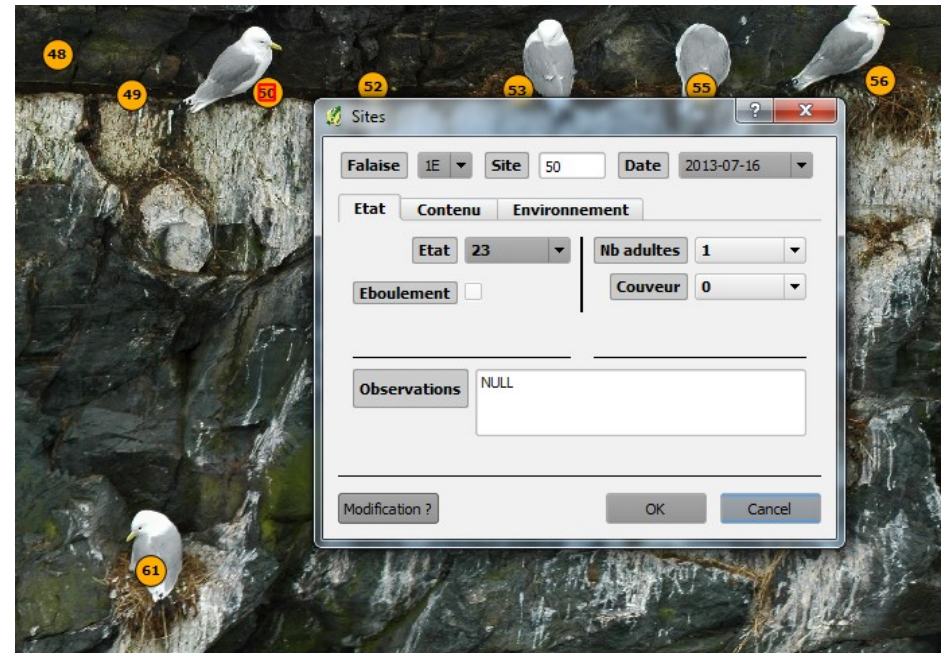 48
49
50
52
53
55
56
Sites
?
X
Falaise 1E Site 50 Date 2013-07-16
Etat Contenu Environnement
Etat 23 Nb adultes 1
Eboulement Couveur 0
Observations NULL
Modification ? OK Cancel
61